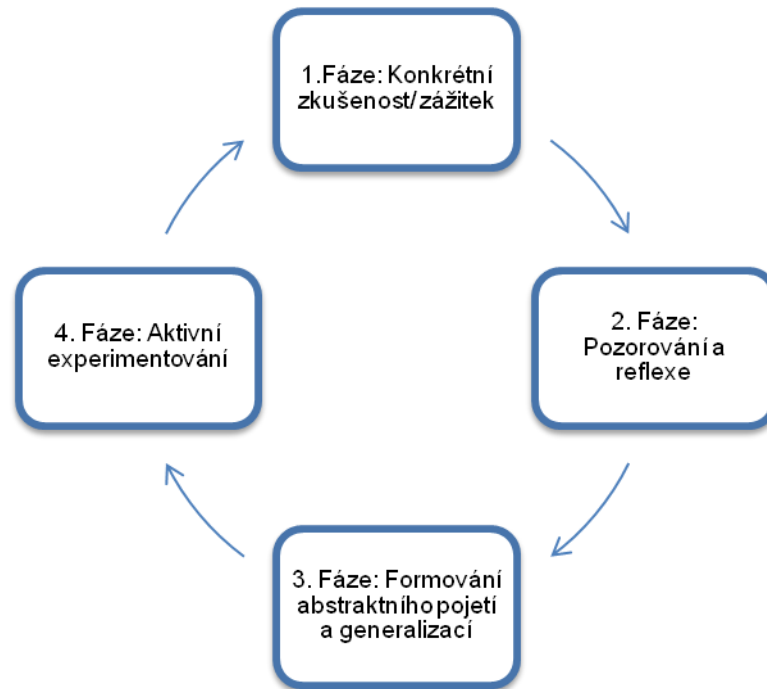 1.Fáze: Konkrétní
zkušenost/zážitek
2. Fáze:
Pozorování a
reflexe
3. Fáze: Formování
abstraktního pojetí
a generalizací
4. Fáze: Aktivní
experimentování